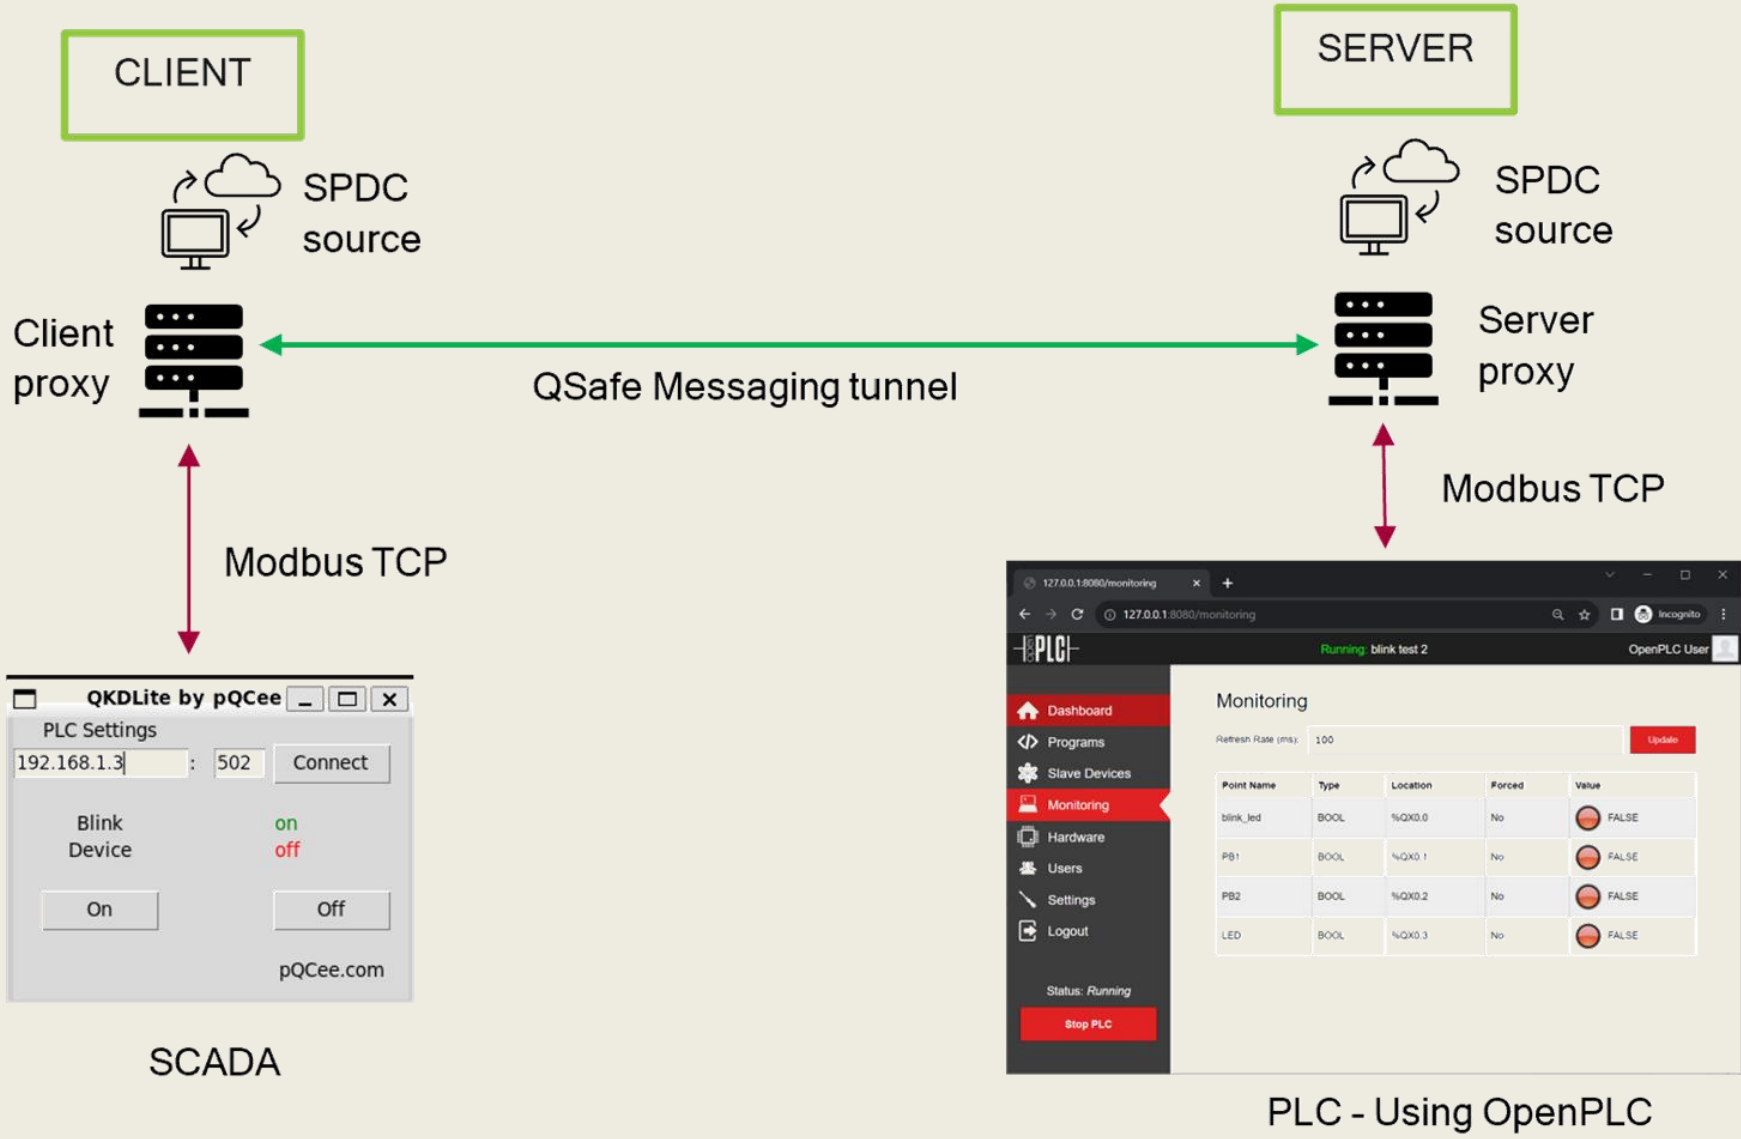 CLIENT
SERVER
SPDC
source
SPDC
source
Client
proxy
QSafe Messaging tunnel
Server
proxy
Modbus TCP
Modbus TCP
QKDLite by pQCee
PLC Settings
192.168.1.3 : 502 Connect
Blink on
Device off
On Off
pQCee.com
SCADA
127.0.0.1:8080/monitoring
127.0.0.1:8080/monitoring Incognito
open PLC Running: blink test 2 OpenPLC User
Dashboard
Programs
Slave Devices
Monitoring
Hardware
Users
Settings
Logout
Status: Running
Stop PLC
Monitoring
Refresh Rate (ms): 100 Update
Point Name Type Location Forced Value
blink_led BOOL %QX0.0 No FALSE
PB1 BOOL %QX0.1 No FALSE
PB2 BOOL %QX0.2 No FALSE
LED BOOL %QX0.3 No FALSE
PLC - Using OpenPLC